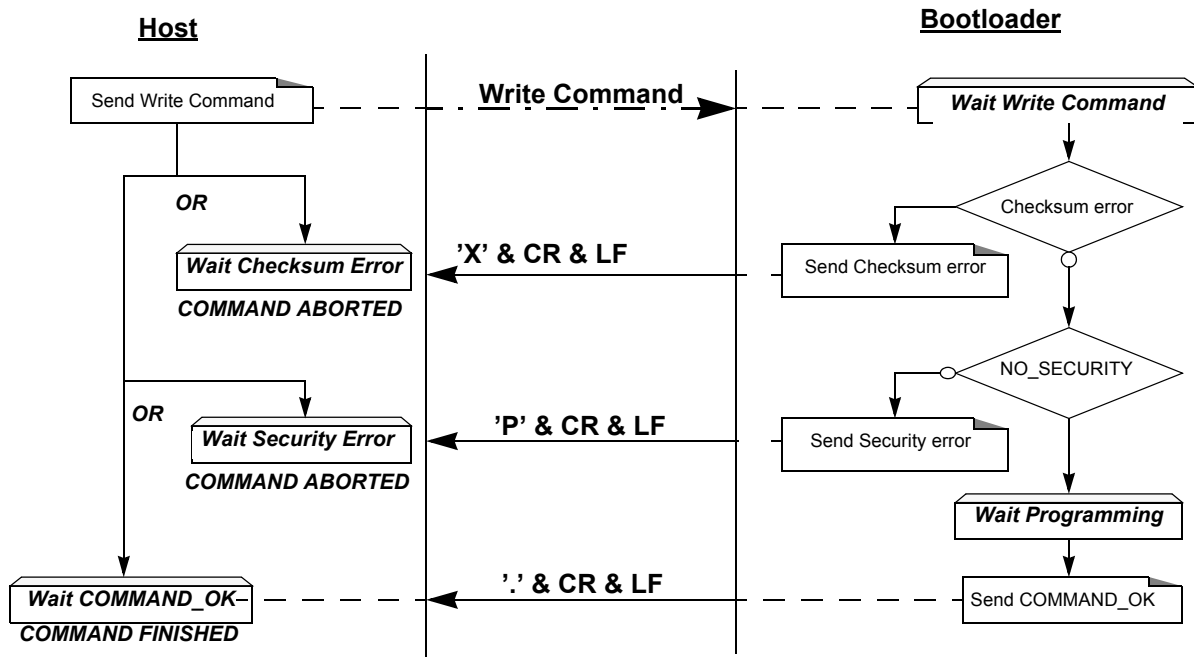 Host
Bootloader
Send Write Command
Write Command
Wait Write Command
OR
Checksum error
Wait Checksum Error
'X' & CR & LF
Send Checksum error
COMMAND ABORTED
NO_SECURITY
OR
Wait Security Error
'P' & CR & LF
Send Security error
COMMAND ABORTED
Wait Programming
Wait COMMAND_OK
'.' & CR & LF
Send COMMAND_OK
COMMAND FINISHED